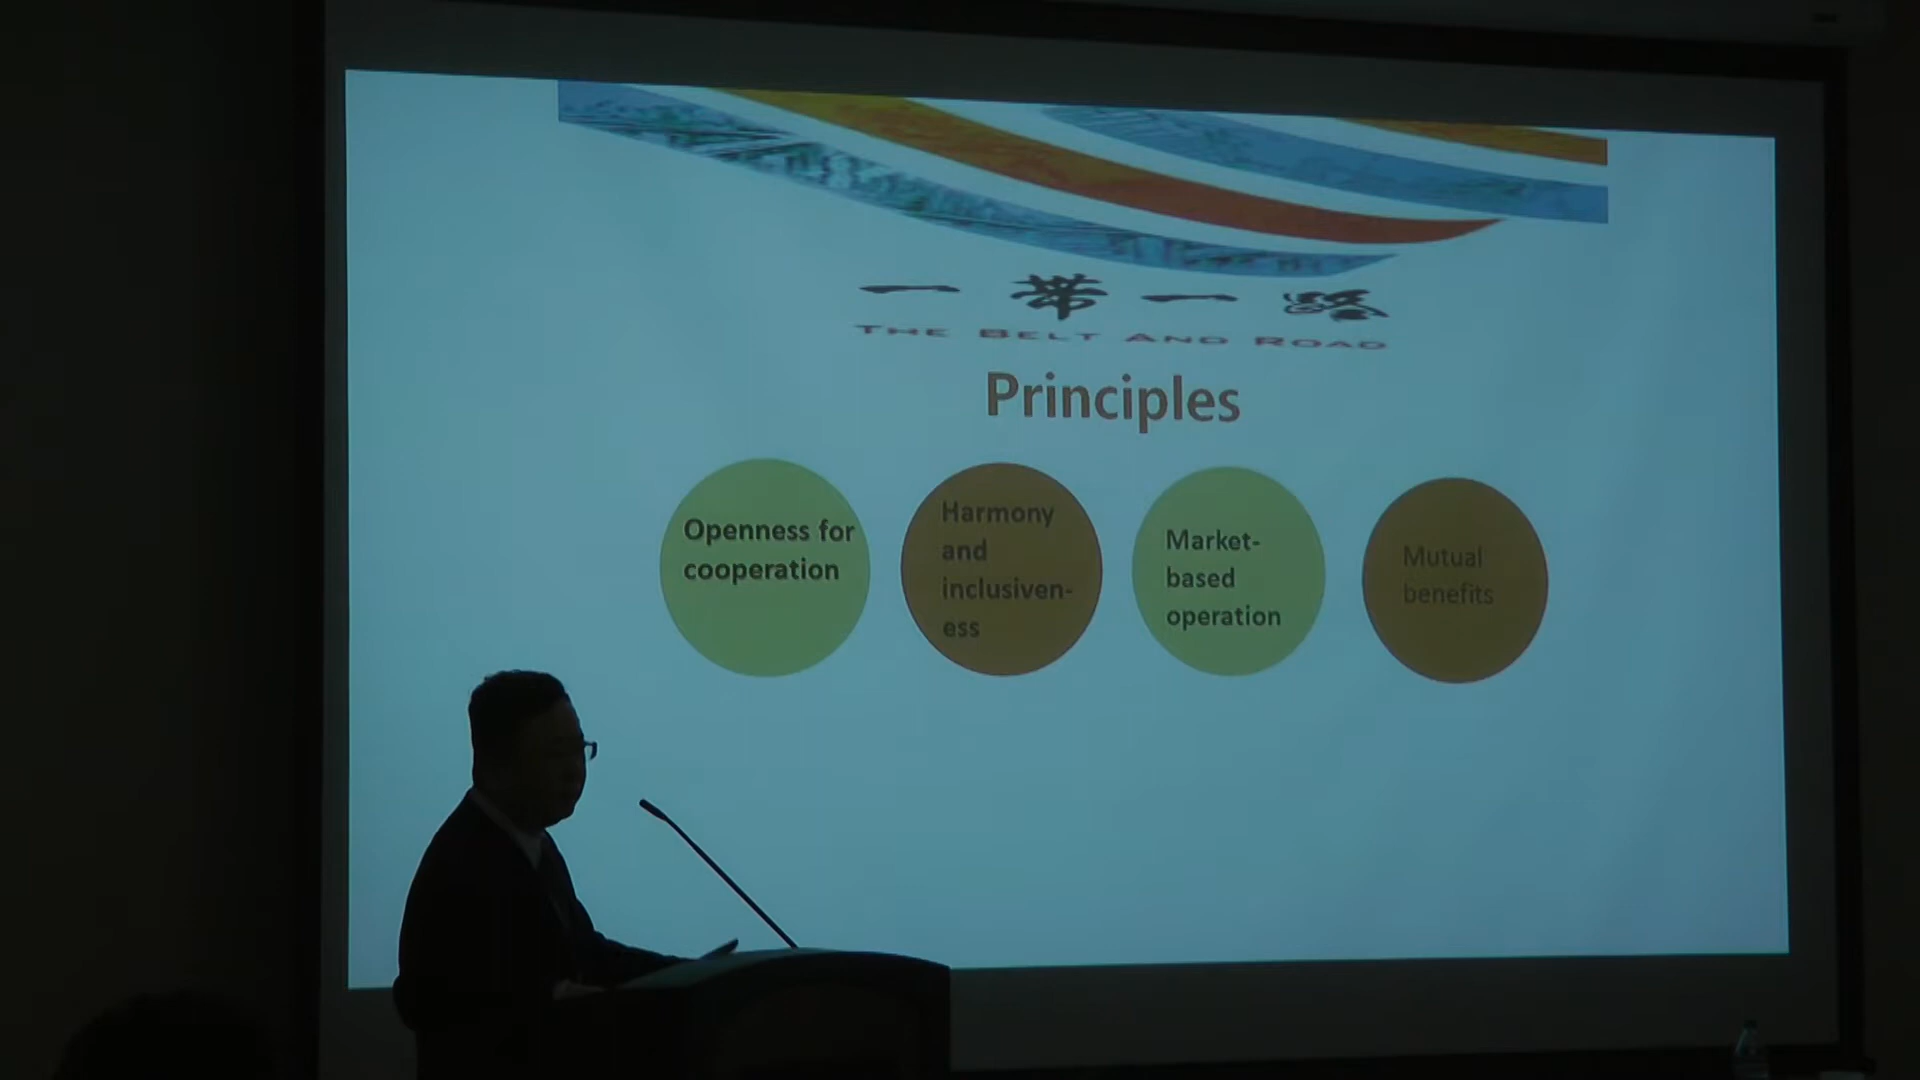 一带一路
THE BELT AND ROAD
Principles
Openness for
cooperation
Harmony
and
inclusiven-
ess
Market-
based
operation
Mutual
benefits